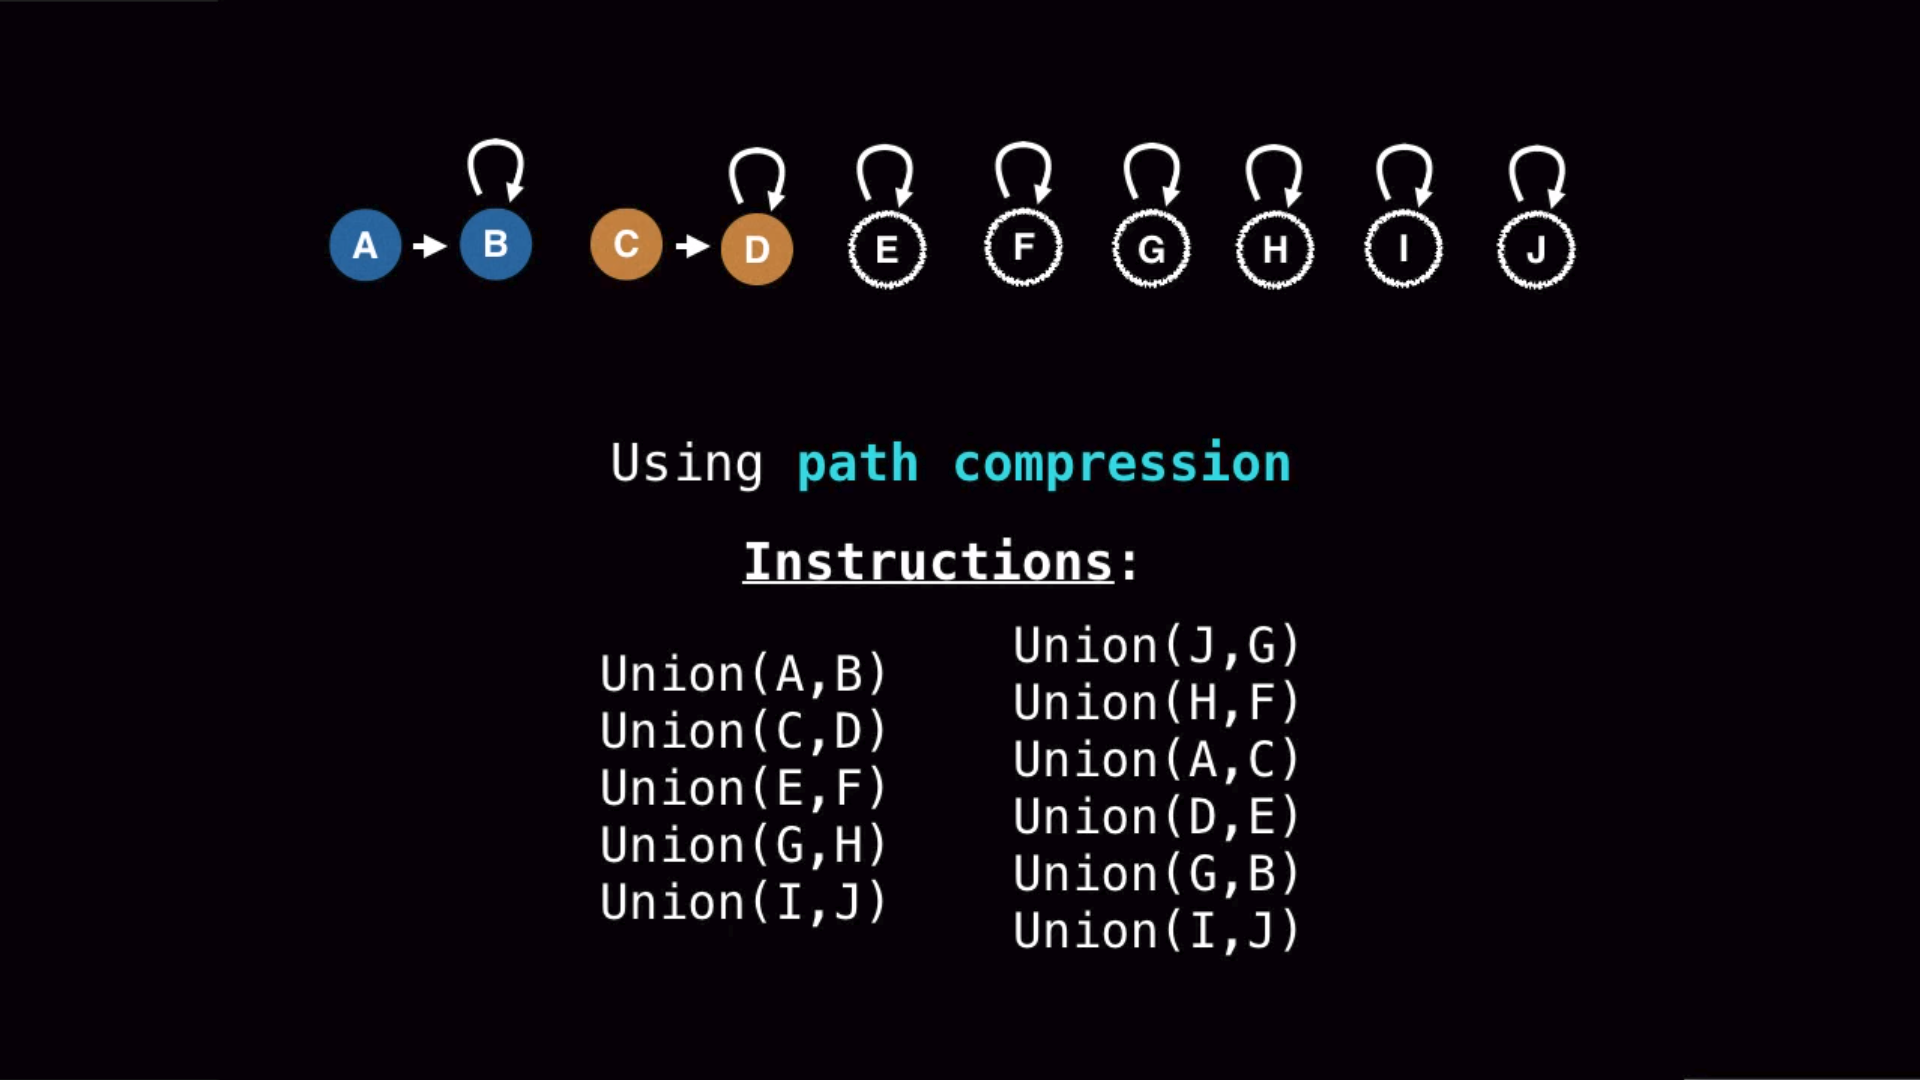 A B C D E F G H I J
Using path compression
Instructions:
Union(A,B)
Union(C,D)
Union(E,F)
Union(G,H)
Union(I,J)
Union(J,G)
Union(H,F)
Union(A,C)
Union(D,E)
Union(G,B)
Union(I,J)